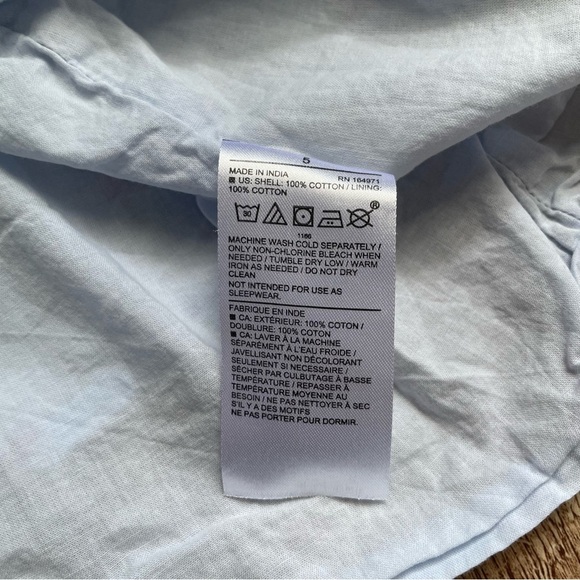 5
MADE IN INDIA RN 164971
■ US: SHELL: 100% COTTON / LINING:
100% COTTON
30
®
1166
MACHINE WASH COLD SEPARATELY /
ONLY NON-CHLORINE BLEACH WHEN
NEEDED / TUMBLE DRY LOW / WARM
IRON AS NEEDED / DO NOT DRY
CLEAN
NOT INTENDED FOR USE AS
SLEEPWEAR.
FABRIQUE EN INDE
■ CA: EXTÉRIEUR: 100% COTON /
DOUBLURE: 100% COTON
■ CA: LAVER À LA MACHINE
SÉPARÉMENT À L'EAU FROIDE /
JAVELLISANT NON DÉCOLORANT
SEULEMENT SI NECESSAIRE /
SÉCHER PAR CULBUTAGE À BASSE
TEMPÉRATURE / REPASSER À
TEMPÉRATURE MOYENNE AU
BESOIN / NE PAS NETTOYER À SEC
S'IL Y A DES MOTIFS
NE PAS PORTER POUR DORMIR.